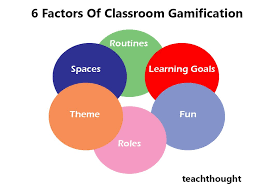 6 Factors Of Classroom Gamification
Routines
Spaces
Learning Goals
Theme
Fun
Roles
teachthought